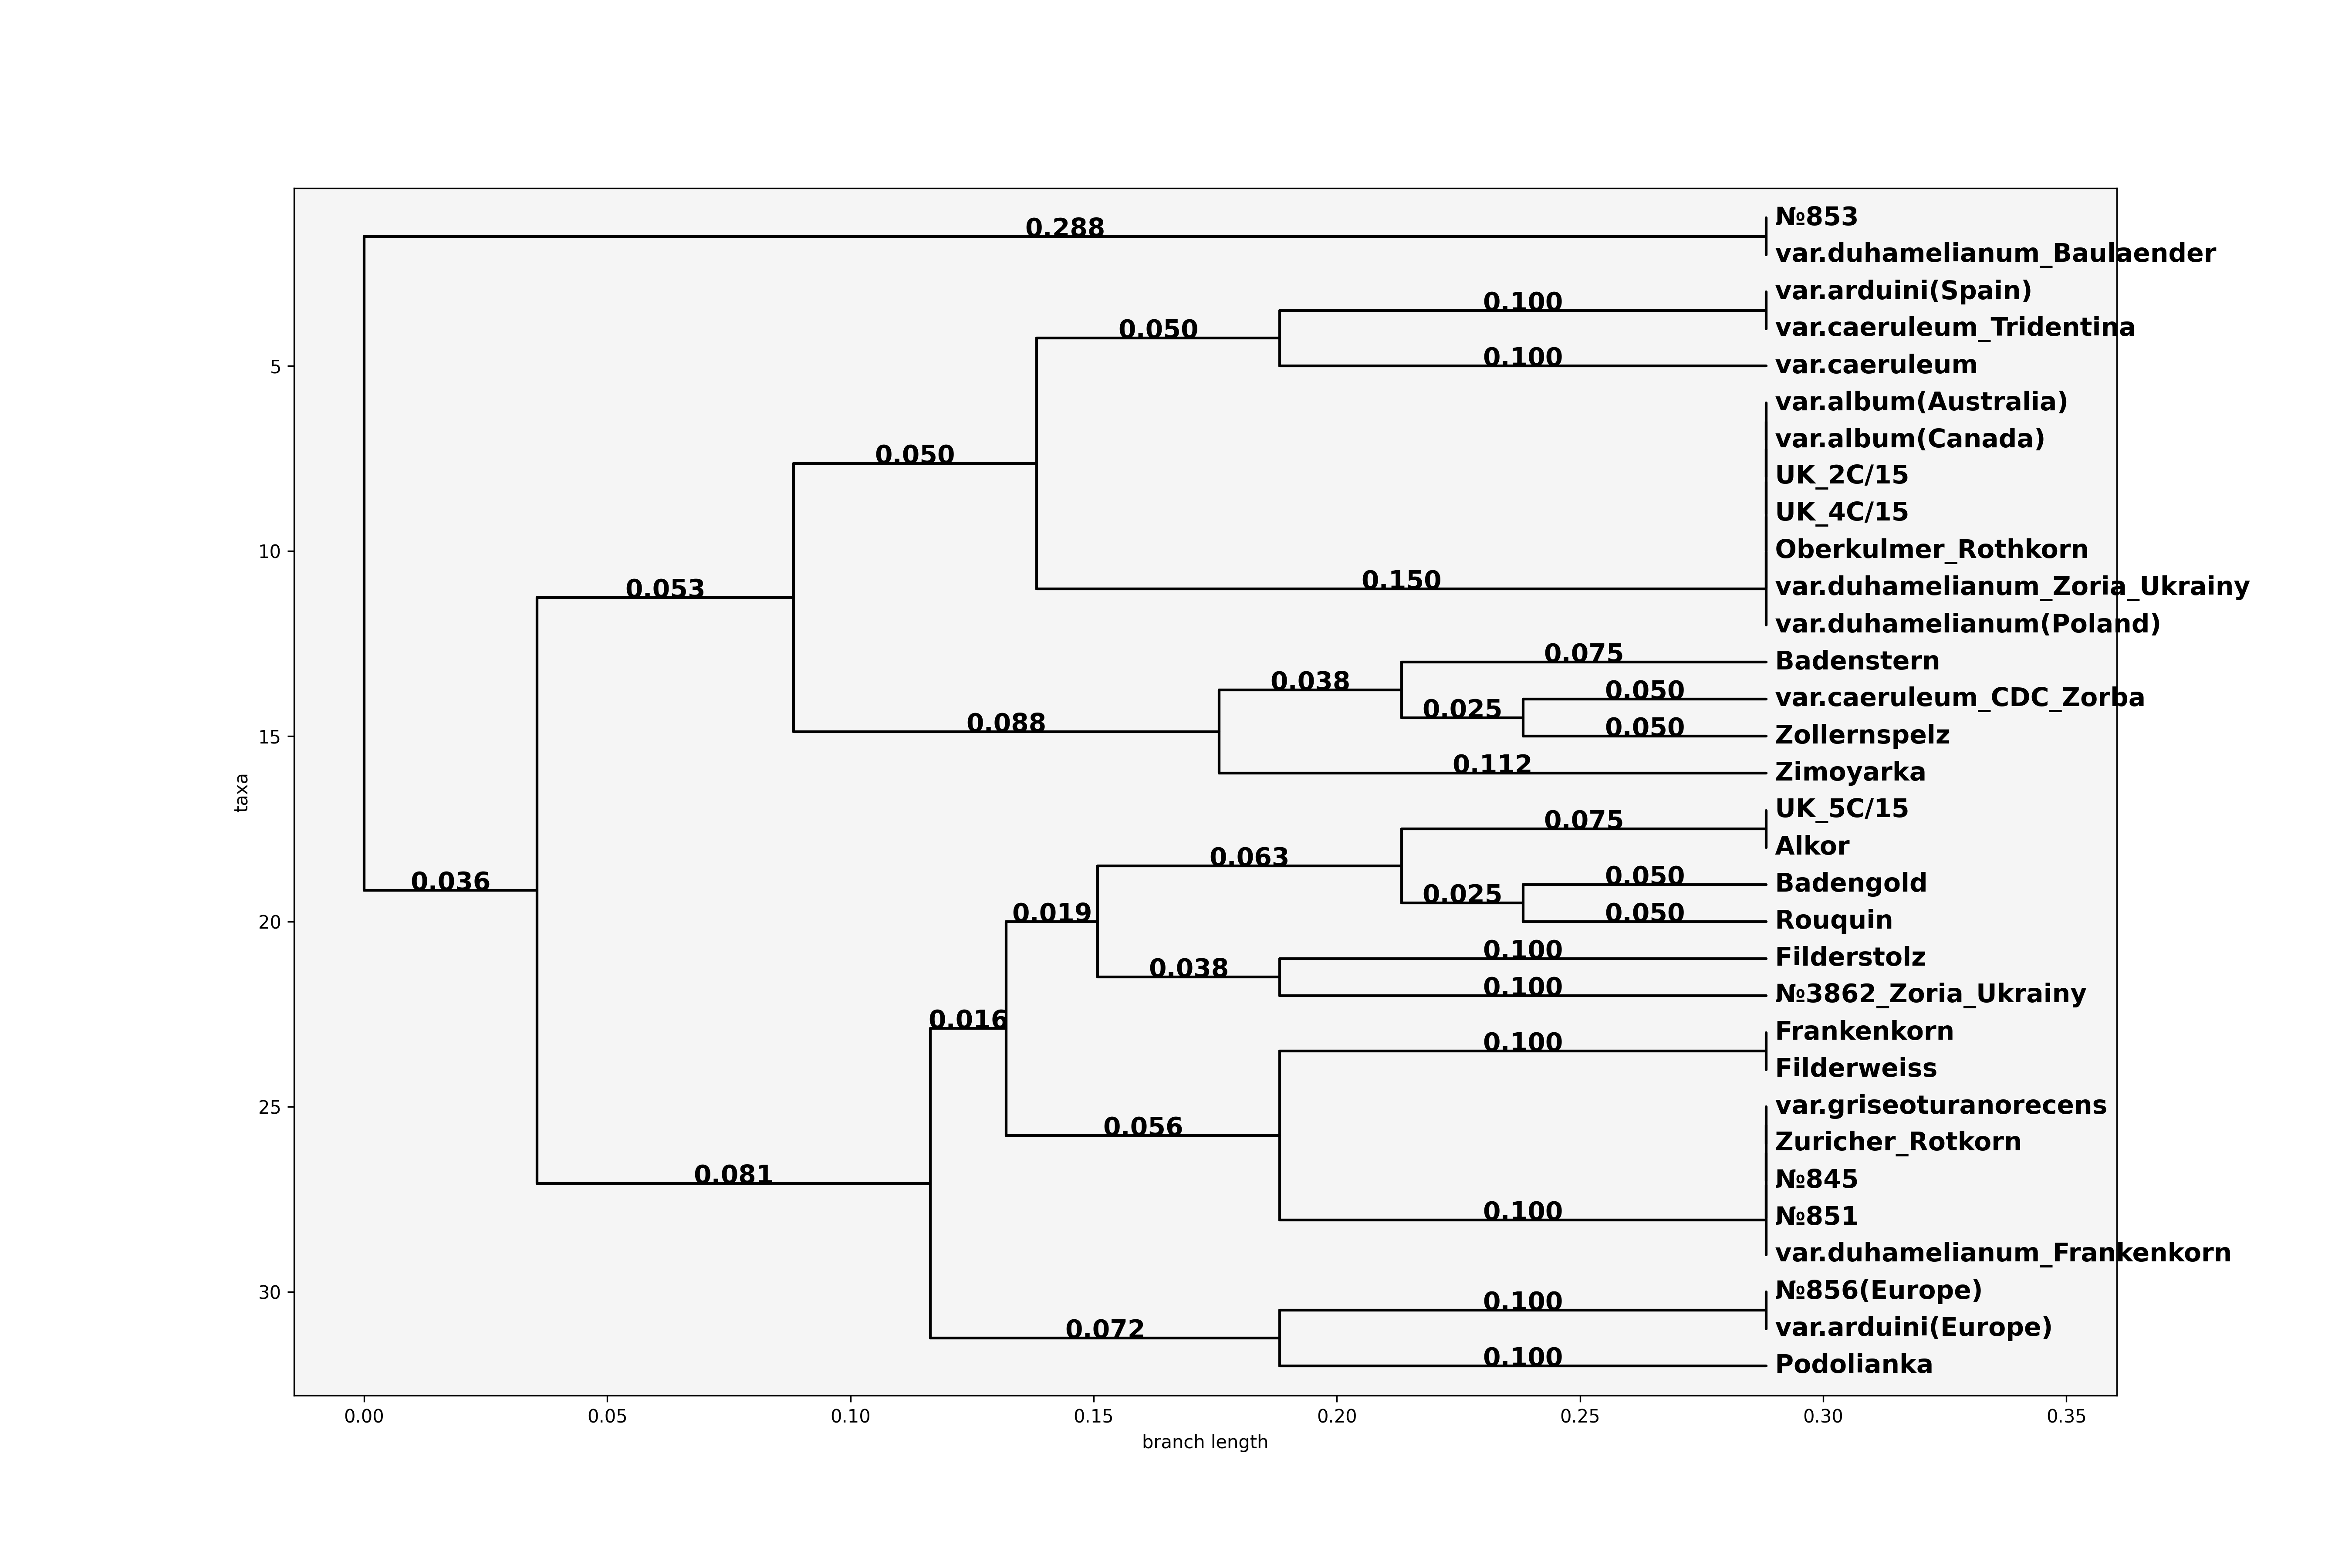 0.288
№853
var.duhamelianum_Baulaender
0.100
var.arduini(Spain)
0.050
var.caeruleum_Tridentina
0.100
var.caeruleum
var.album(Australia)
var.album(Canada)
0.050
UK_2C/15
UK_4C/15
Oberkulmer_Rothkorn
0.053
0.150
var.duhamelianum_Zoria_Ukrainy
var.duhamelianum(Poland)
0.075
Badenstern
0.038
0.050
var.caeruleum_CDC_Zorba
0.025
0.088
0.050
Zollernspelz
0.112
Zimoyarka
UK_5C/15
0.075
Alkor
0.063
0.050
Badengold
0.036
0.025
0.019
0.050
Rouquin
0.100
Filderstolz
0.038
0.100
№3862_Zoria_Ukrainy
0.016
Frankenkorn
0.100
Filderweiss
var.griseoturanorecens
0.056
Zuricher_Rotkorn
0.081
№845
0.100
№851
var.duhamelianum_Frankenkorn
0.100
№856(Europe)
0.072
var.arduini(Europe)
0.100
Podolianka
5
10
15
20
25
30
taxa
0.00 0.05 0.10 0.15 0.20 0.25 0.30 0.35
branch length